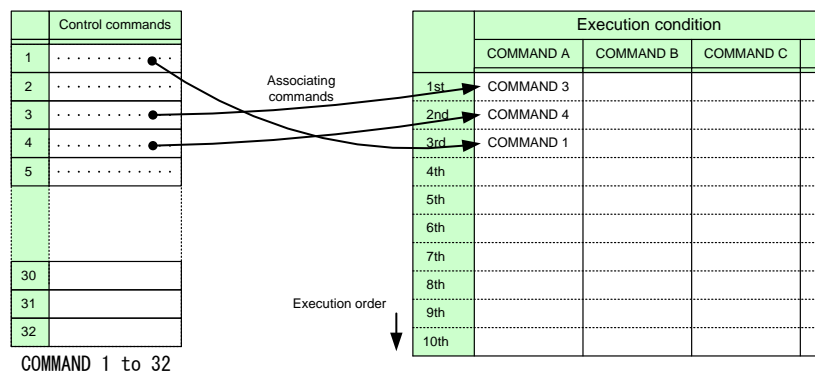 Control commands
1 . . . . . . . . . . . . .
2 . . . . . . . . . . . . .
3 . . . . . . . . . . . . .
4 . . . . . . . . . . . . .
5 . . . . . . . . . . . . .
30
31
32
COMMAND 1 to 32
Associating
commands
Execution order
Execution condition
COMMAND A COMMAND B COMMAND C
1st COMMAND 3
2nd COMMAND 4
3rd COMMAND 1
4th
5th
6th
7th
8th
9th
10th